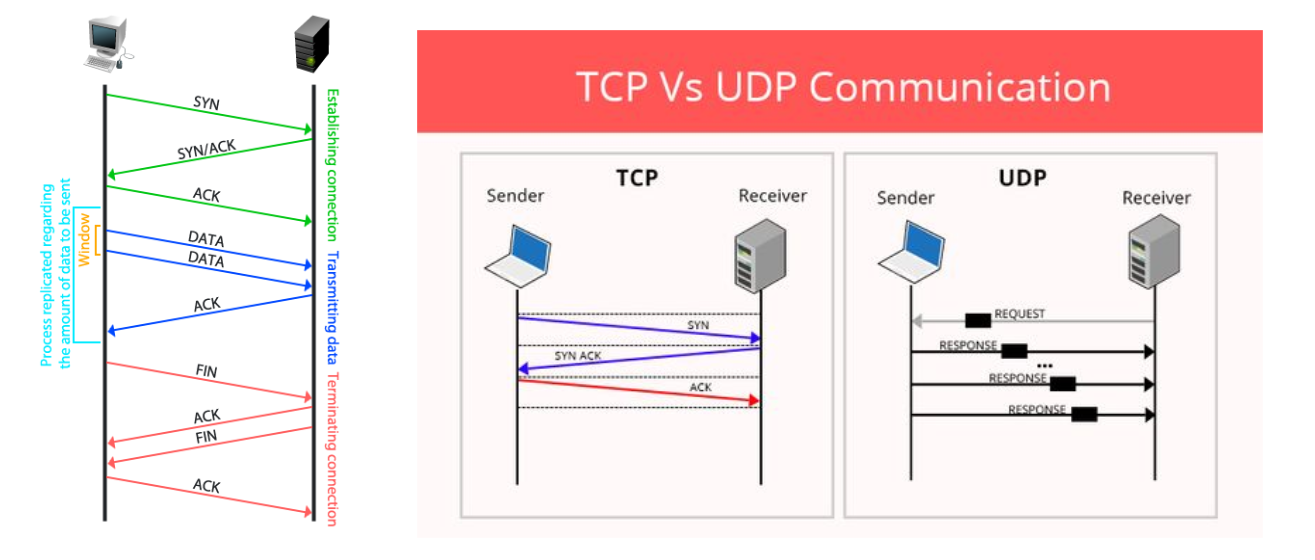 SYN
SYN/ACK
ACK
DATA
DATA
ACK
FIN
ACK
FIN
ACK
Establishing connection
Transmitting data
Terminating connection
Window
Process replicated regarding
the amount of data to be sent
TCP Vs UDP Communication
TCP
Sender
Receiver
SYN
SYN ACK
ACK
UDP
Sender
Receiver
REQUEST
RESPONSE
...
RESPONSE
RESPONSE